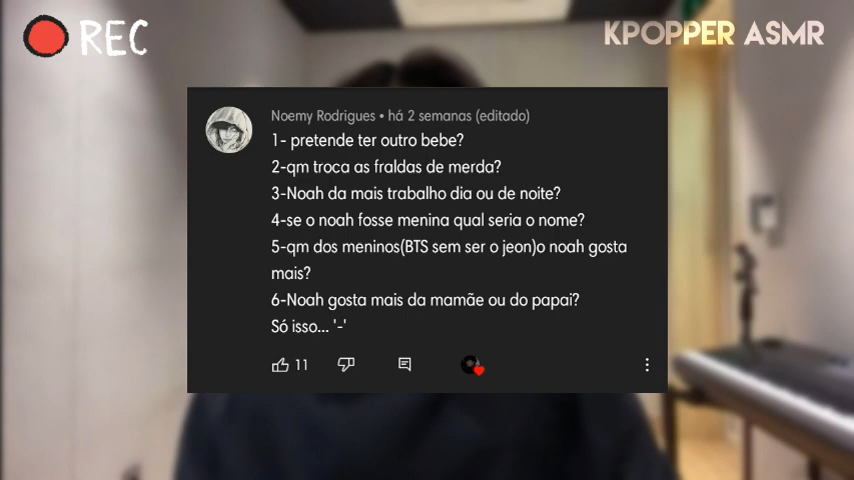 REC
KPOPPER ASMR
Noemy Rodrigues • há 2 semanas (editado)
1- pretende ter outro bebe?
2-qm troca as fraldas de merda?
3-Noah da mais trabalho dia ou de noite?
4-se o noah fosse menina qual seria o nome?
5-qm dos meninos(BTS sem ser o jeon)o noah gosta
mais?
6-Noah gosta mais da mamãe ou do papai?
Só isso... '-'
11